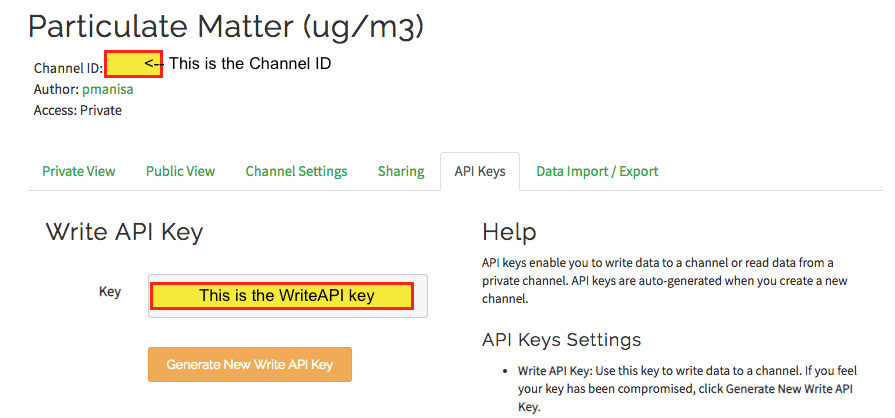 Particulate Matter (ug/m3)
Channel ID: <-- This is the Channel ID
Author: pmanisa
Access: Private
Private View Public View Channel Settings Sharing API Keys Data Import / Export
Write API Key
Key This is the WriteAPI key
Generate New Write API Key
Help
API keys enable you to write data to a channel or read data from a
private channel. API keys are auto-generated when you create a new
channel.
API Keys Settings
• Write API Key: Use this key to write data to a channel. If you feel
your key has been compromised, click Generate New Write API
Key.